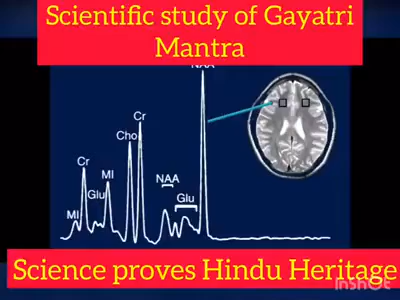 Scientific study of Gayatri
Mantra
NAA
Cr
Cho
Cr
MI
Glu
NAA
Glu
MI
Science proves Hindu Heritage
InShot